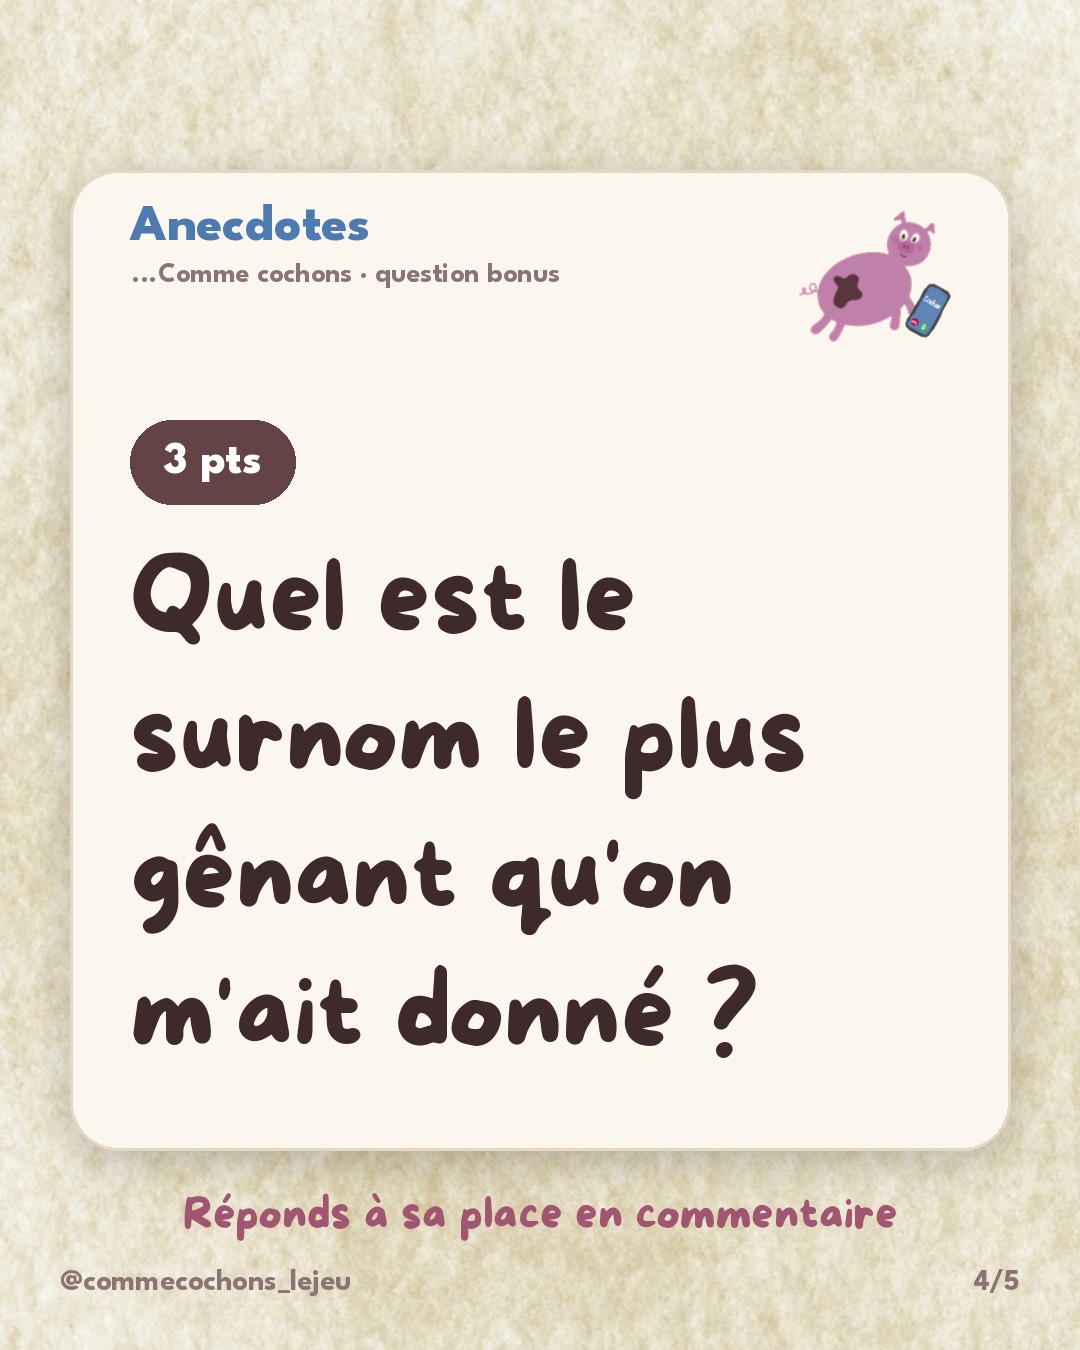 Anecdotes
...Comme cochons · question bonus
3 pts
Quel est le
surnom le plus
gênant qu'on
m'ait donné ?
Réponds à sa place en commentaire
@commecochons_lejeu
4/5